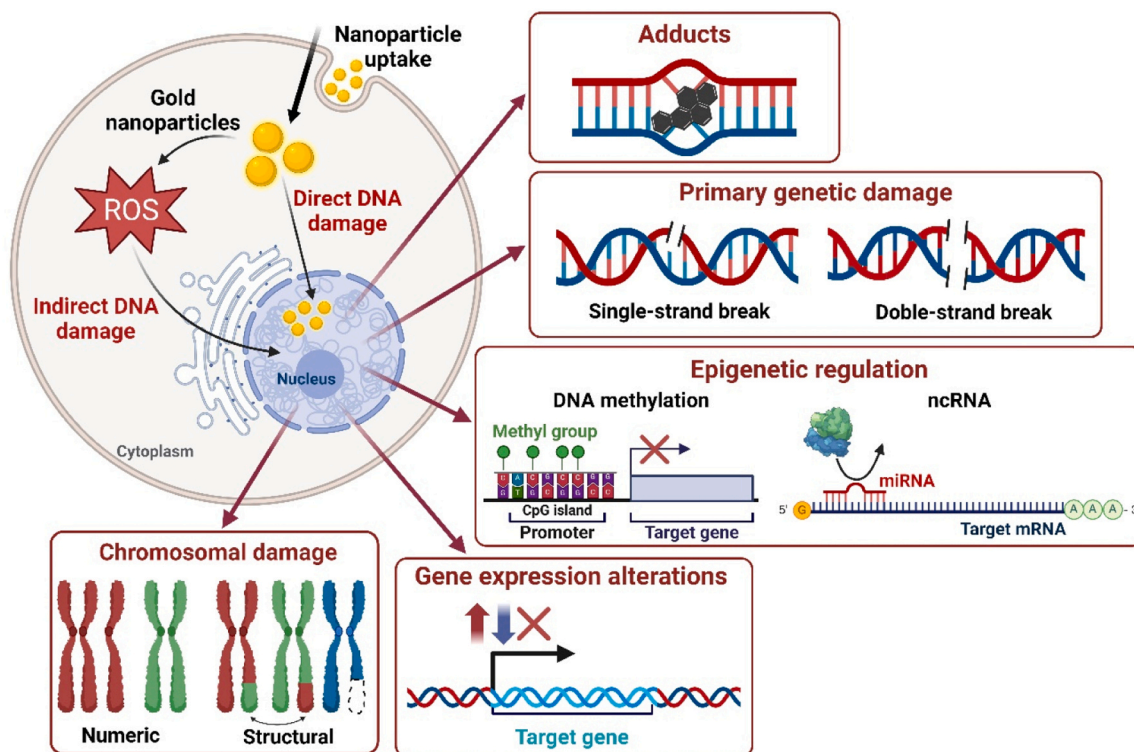 Nanoparticle
uptake
Gold
nanoparticles
ROS
Direct DNA
damage
Indirect DNA
damage
Nucleus
Cytoplasm
Adducts
Primary genetic damage
Single-strand break
Doble-strand break
Epigenetic regulation
DNA methylation
ncRNA
Methyl group
C A C G C C G G
G T G C G G C C
CpG island
Promoter
Target gene
miRNA
5' G
A A A - 3
Target mRNA
Chromosomal damage
Numeric
Structural
Gene expression alterations
Target gene